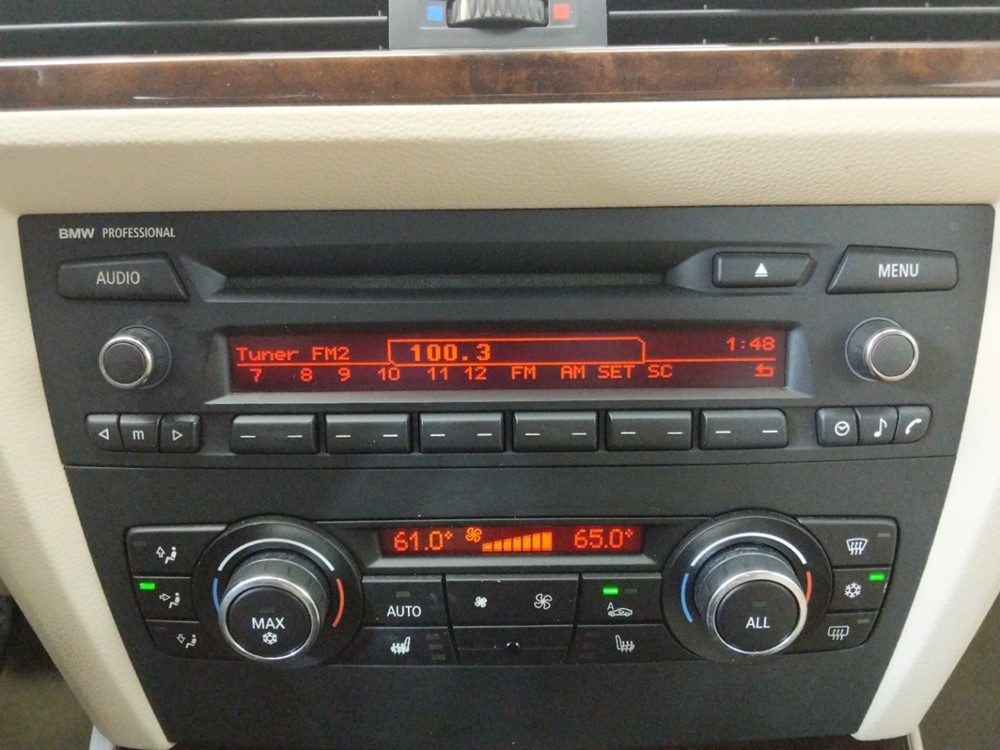 BMW PROFESSIONAL
AUDIO
MENU
Tuner FM2 100.3 1:48
7 8 9 10 11 12 FM AM SET SC
m
61.0° 65.0°
MAX
AUTO
A
ALL